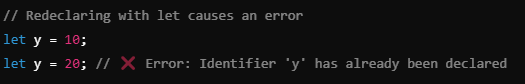 // Redeclaring with let causes an error
let y = 10;
let y = 20; // ❌ Error: Identifier 'y' has already been declared